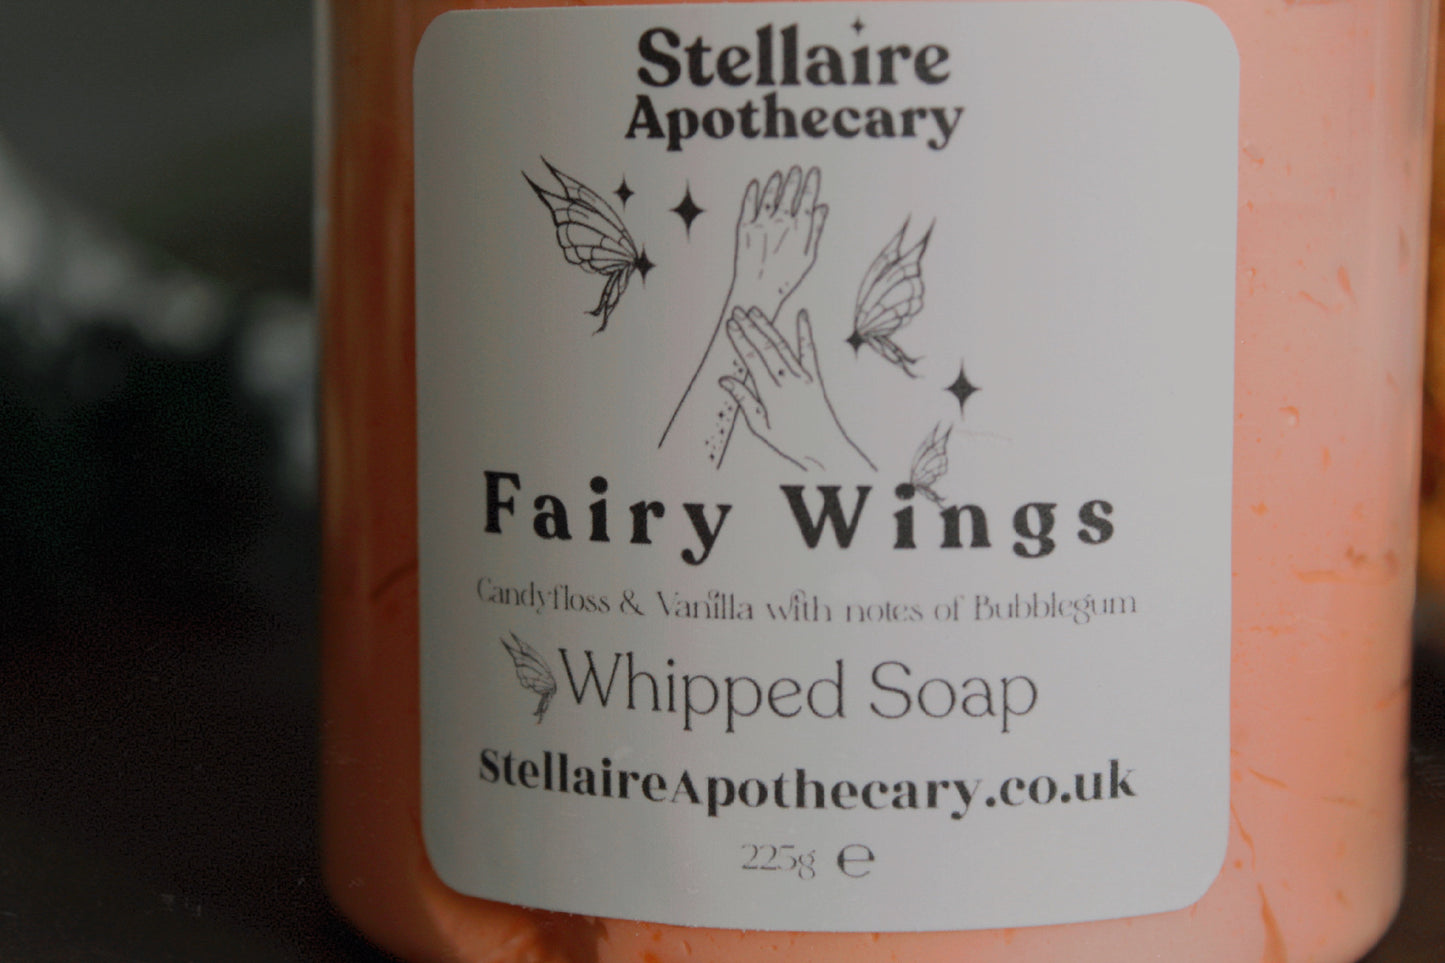 Stellaire
Apothecary
Fairy Wings
Candyfloss & Vanilla with notes of Bubblegum
Whipped Soap
StellaireApothecary.co.uk
225g ℮